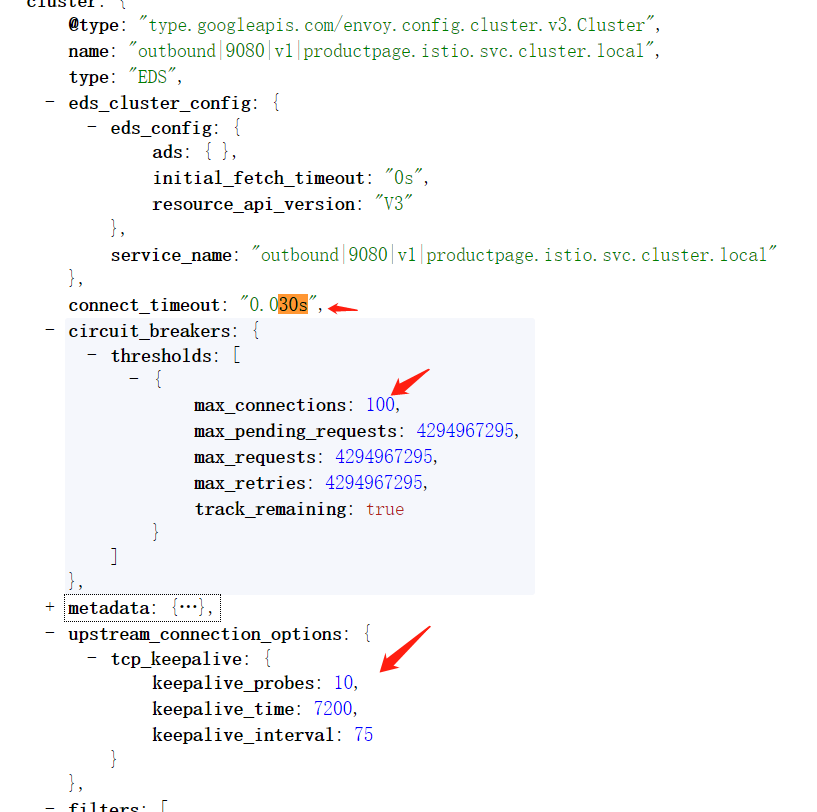 cluster: {
@type: "type.googleapis.com/envoy.config.cluster.v3.Cluster",
name: "outbound|9080|v1|productpage.istio.svc.cluster.local",
type: "EDS",
- eds_cluster_config: {
- eds_config: {
ads: { },
initial_fetch_timeout: "0s",
resource_api_version: "V3"
},
service_name: "outbound|9080|v1|productpage.istio.svc.cluster.local"
},
connect_timeout: "0.030s",
- circuit_breakers: {
- thresholds: [
- {
max_connections: 100,
max_pending_requests: 4294967295,
max_requests: 4294967295,
max_retries: 4294967295,
track_remaining: true
}
]
},
+ metadata: {…},
- upstream_connection_options: {
- tcp_keepalive: {
keepalive_probes: 10,
keepalive_time: 7200,
keepalive_interval: 75
}
},
- filters: [